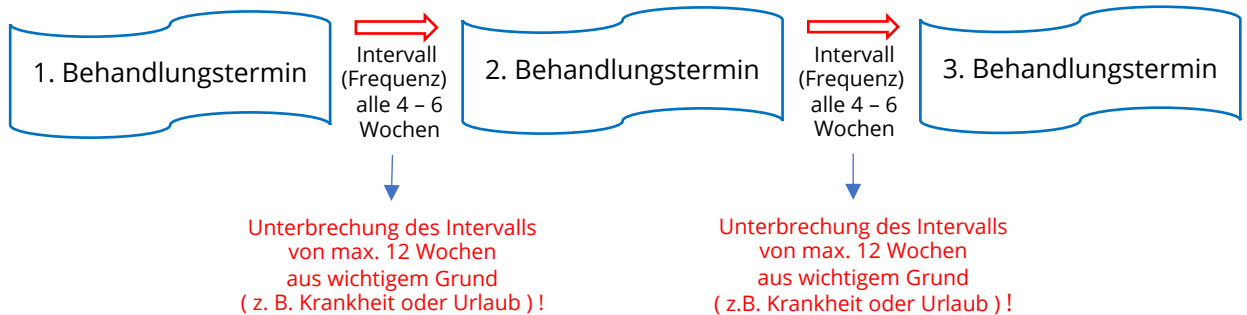 1. Behandlungstermin
Intervall
(Frequenz)
alle 4 – 6
Wochen
2. Behandlungstermin
Intervall
(Frequenz)
alle 4 – 6
Wochen
3. Behandlungstermin
Unterbrechung des Intervalls
von max. 12 Wochen
aus wichtigem Grund
( z. B. Krankheit oder Urlaub ) !
Unterbrechung des Intervalls
von max. 12 Wochen
aus wichtigem Grund
( z.B. Krankheit oder Urlaub ) !